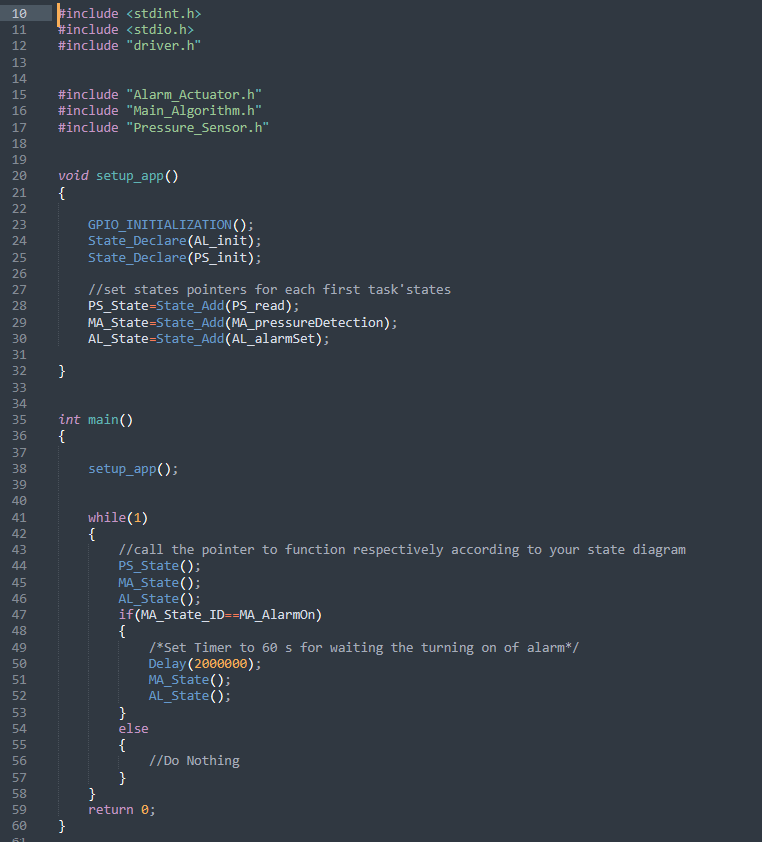 10 #include <stdint.h>
11 #include <stdio.h>
12 #include "driver.h"
13
14
15 #include "Alarm_Actuator.h"
16 #include "Main_Algorithm.h"
17 #include "Pressure_Sensor.h"
18
19
20 void setup_app()
21 {
22
23 GPIO_INITIALIZATION();
24 State_Declare(AL_init);
25 State_Declare(PS_init);
26
27 //set states pointers for each first task'states
28 PS_State=State_Add(PS_read);
29 MA_State=State_Add(MA_pressureDetection);
30 AL_State=State_Add(AL_alarmSet);
31
32 }
33
34
35 int main()
36 {
37
38 setup_app();
39
40
41 while(1)
42 {
43 //call the pointer to function respectively according to your state diagram
44 PS_State();
45 MA_State();
46 AL_State();
47 if(MA_State_ID==MA_AlarmOn)
48 {
49 /*Set Timer to 60 s for waiting the turning on of alarm*/
50 Delay(2000000);
51 MA_State();
52 AL_State();
53 }
54 else
55 {
56 //Do Nothing
57 }
58 }
59 return 0;
60 }
61